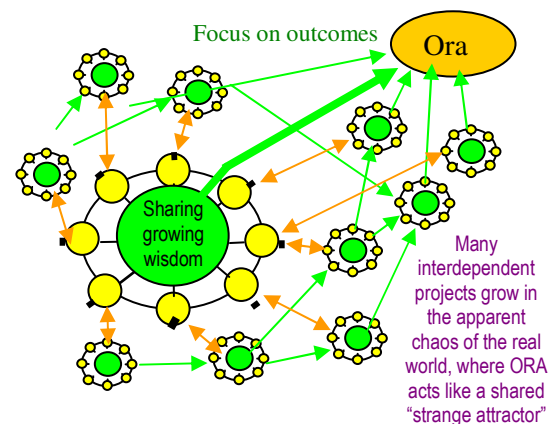 Focus on outcomes
Ora
Sharing
growing
wisdom
Many
interdependent
projects grow in
the apparent
chaos of the real
world, where ORA
acts like a shared
“strange attractor”